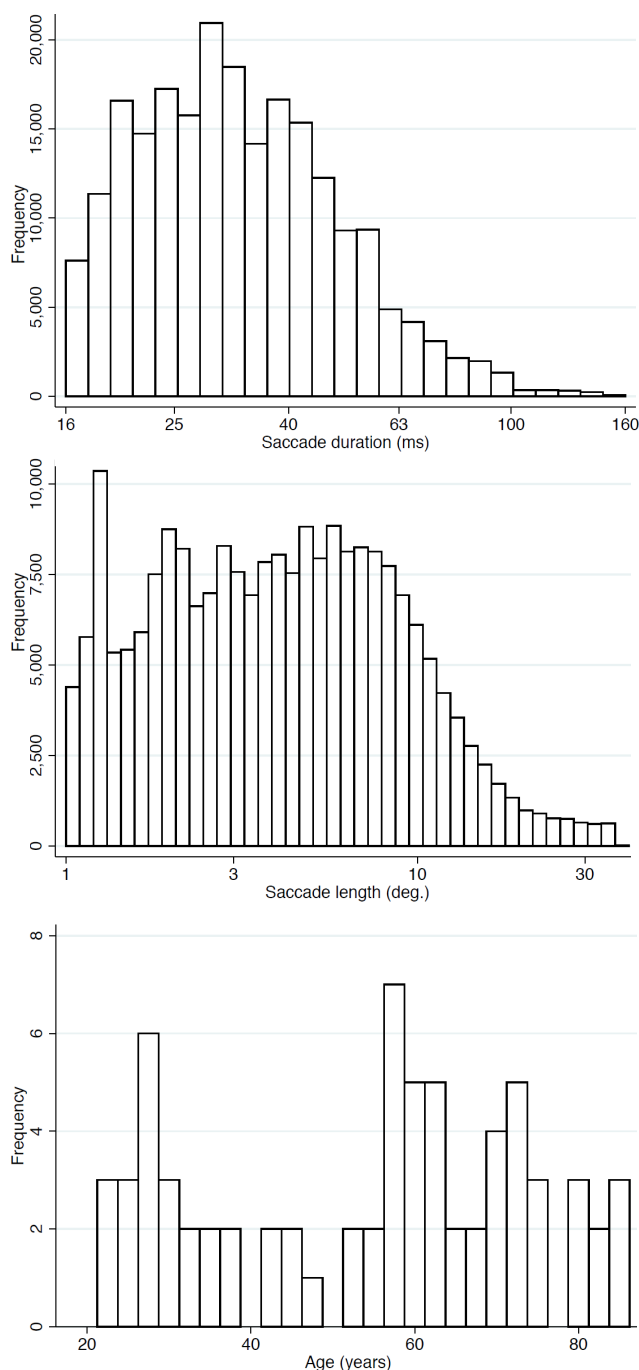 20,000
15,000
10,000
5,000
0
Frequency
16 25 40 63 100 160
Saccade duration (ms)
10,000
7,500
5,000
2,500
0
Frequency
1 3 10 30
Saccade length (deg.)
8
6
4
2
0
Frequency
20 40 60 80
Age (years)